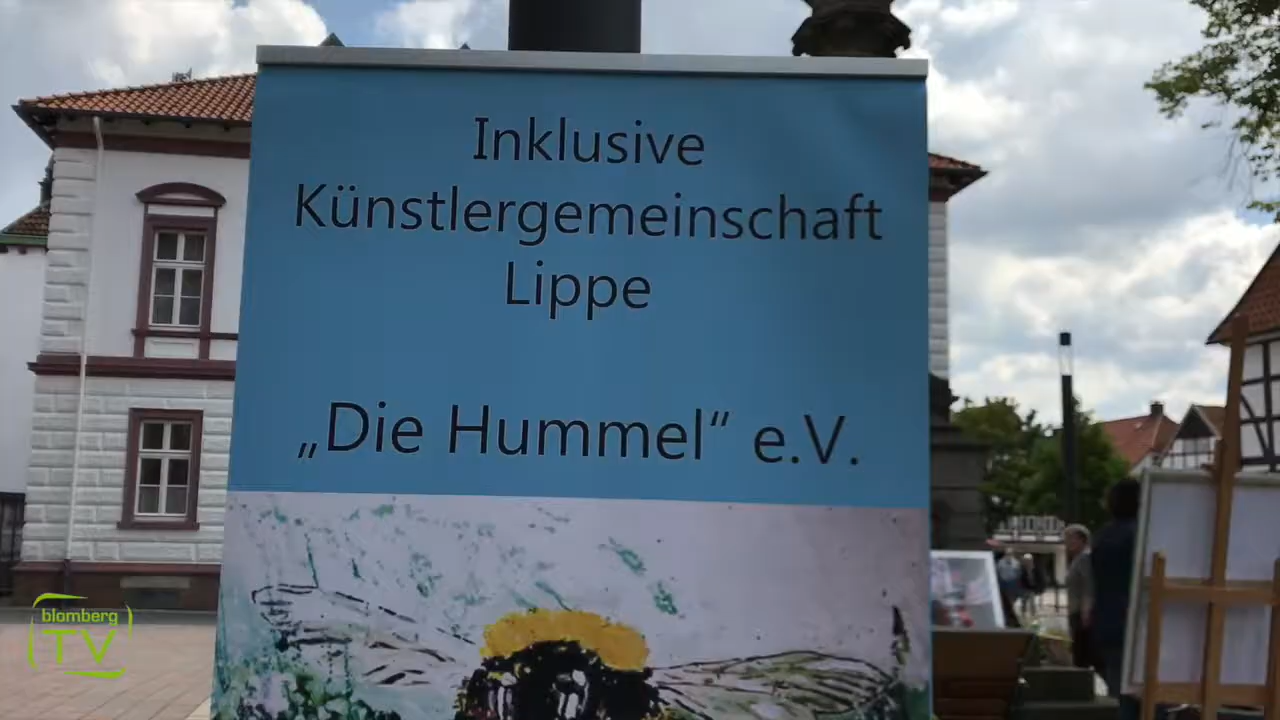 Inklusive
Künstlergemeinschaft
Lippe
„Die Hummel“ e.V.
blomberg
TV